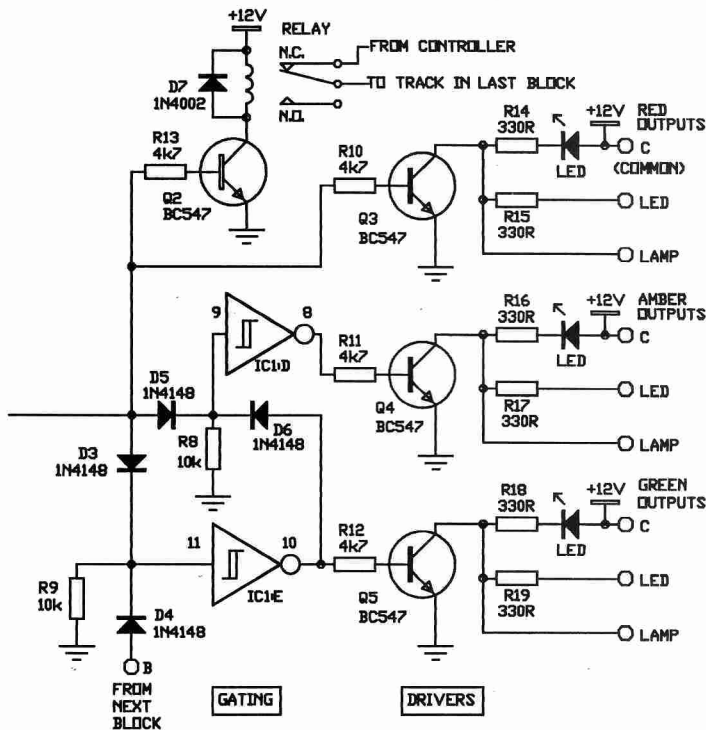 +12V
RELAY
N.C.
FROM CONTROLLER
TO TRACK IN LAST BLOCK
N.O.
D7
1N4002
R13
4k7
Q2
BC547
R10
4k7
Q3
BC547
R14
330R
LED
+12V
RED
OUTPUTS
C
(COMMON)
R15
330R
LED
LAMP
9
8
IC1:D
R11
4k7
Q4
BC547
R16
330R
LED
+12V
AMBER
OUTPUTS
C
R17
330R
LED
LAMP
D5
1N4148
D6
1N4148
R8
10k
D3
1N4148
11
10
IC1:E
R12
4k7
Q5
BC547
R18
330R
LED
+12V
GREEN
OUTPUTS
C
R19
330R
LED
LAMP
R9
10k
D4
1N4148
B
FROM
NEXT
BLOCK
GATING
DRIVERS